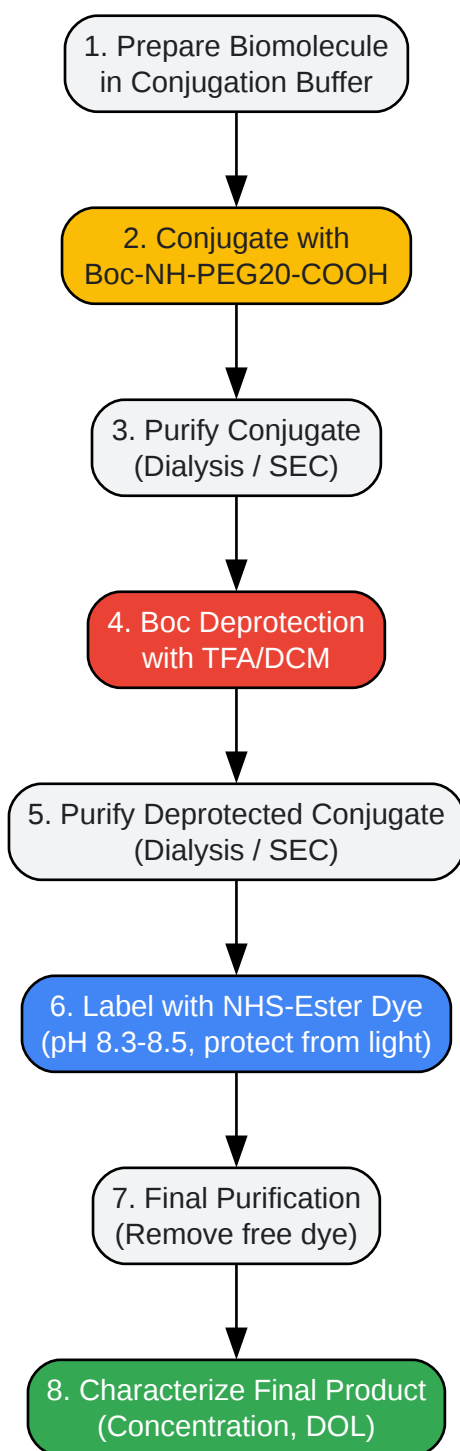 1. Prepare Biomolecule
in Conjugation Buffer
2. Conjugate with
Boc-NH-PEG20-COOH
3. Purify Conjugate
(Dialysis / SEC)
4. Boc Deprotection
with TFA/DCM
5. Purify Deprotected Conjugate
(Dialysis / SEC)
6. Label with NHS-Ester Dye
(pH 8.3-8.5, protect from light)
7. Final Purification
(Remove free dye)
8. Characterize Final Product
(Concentration, DOL)